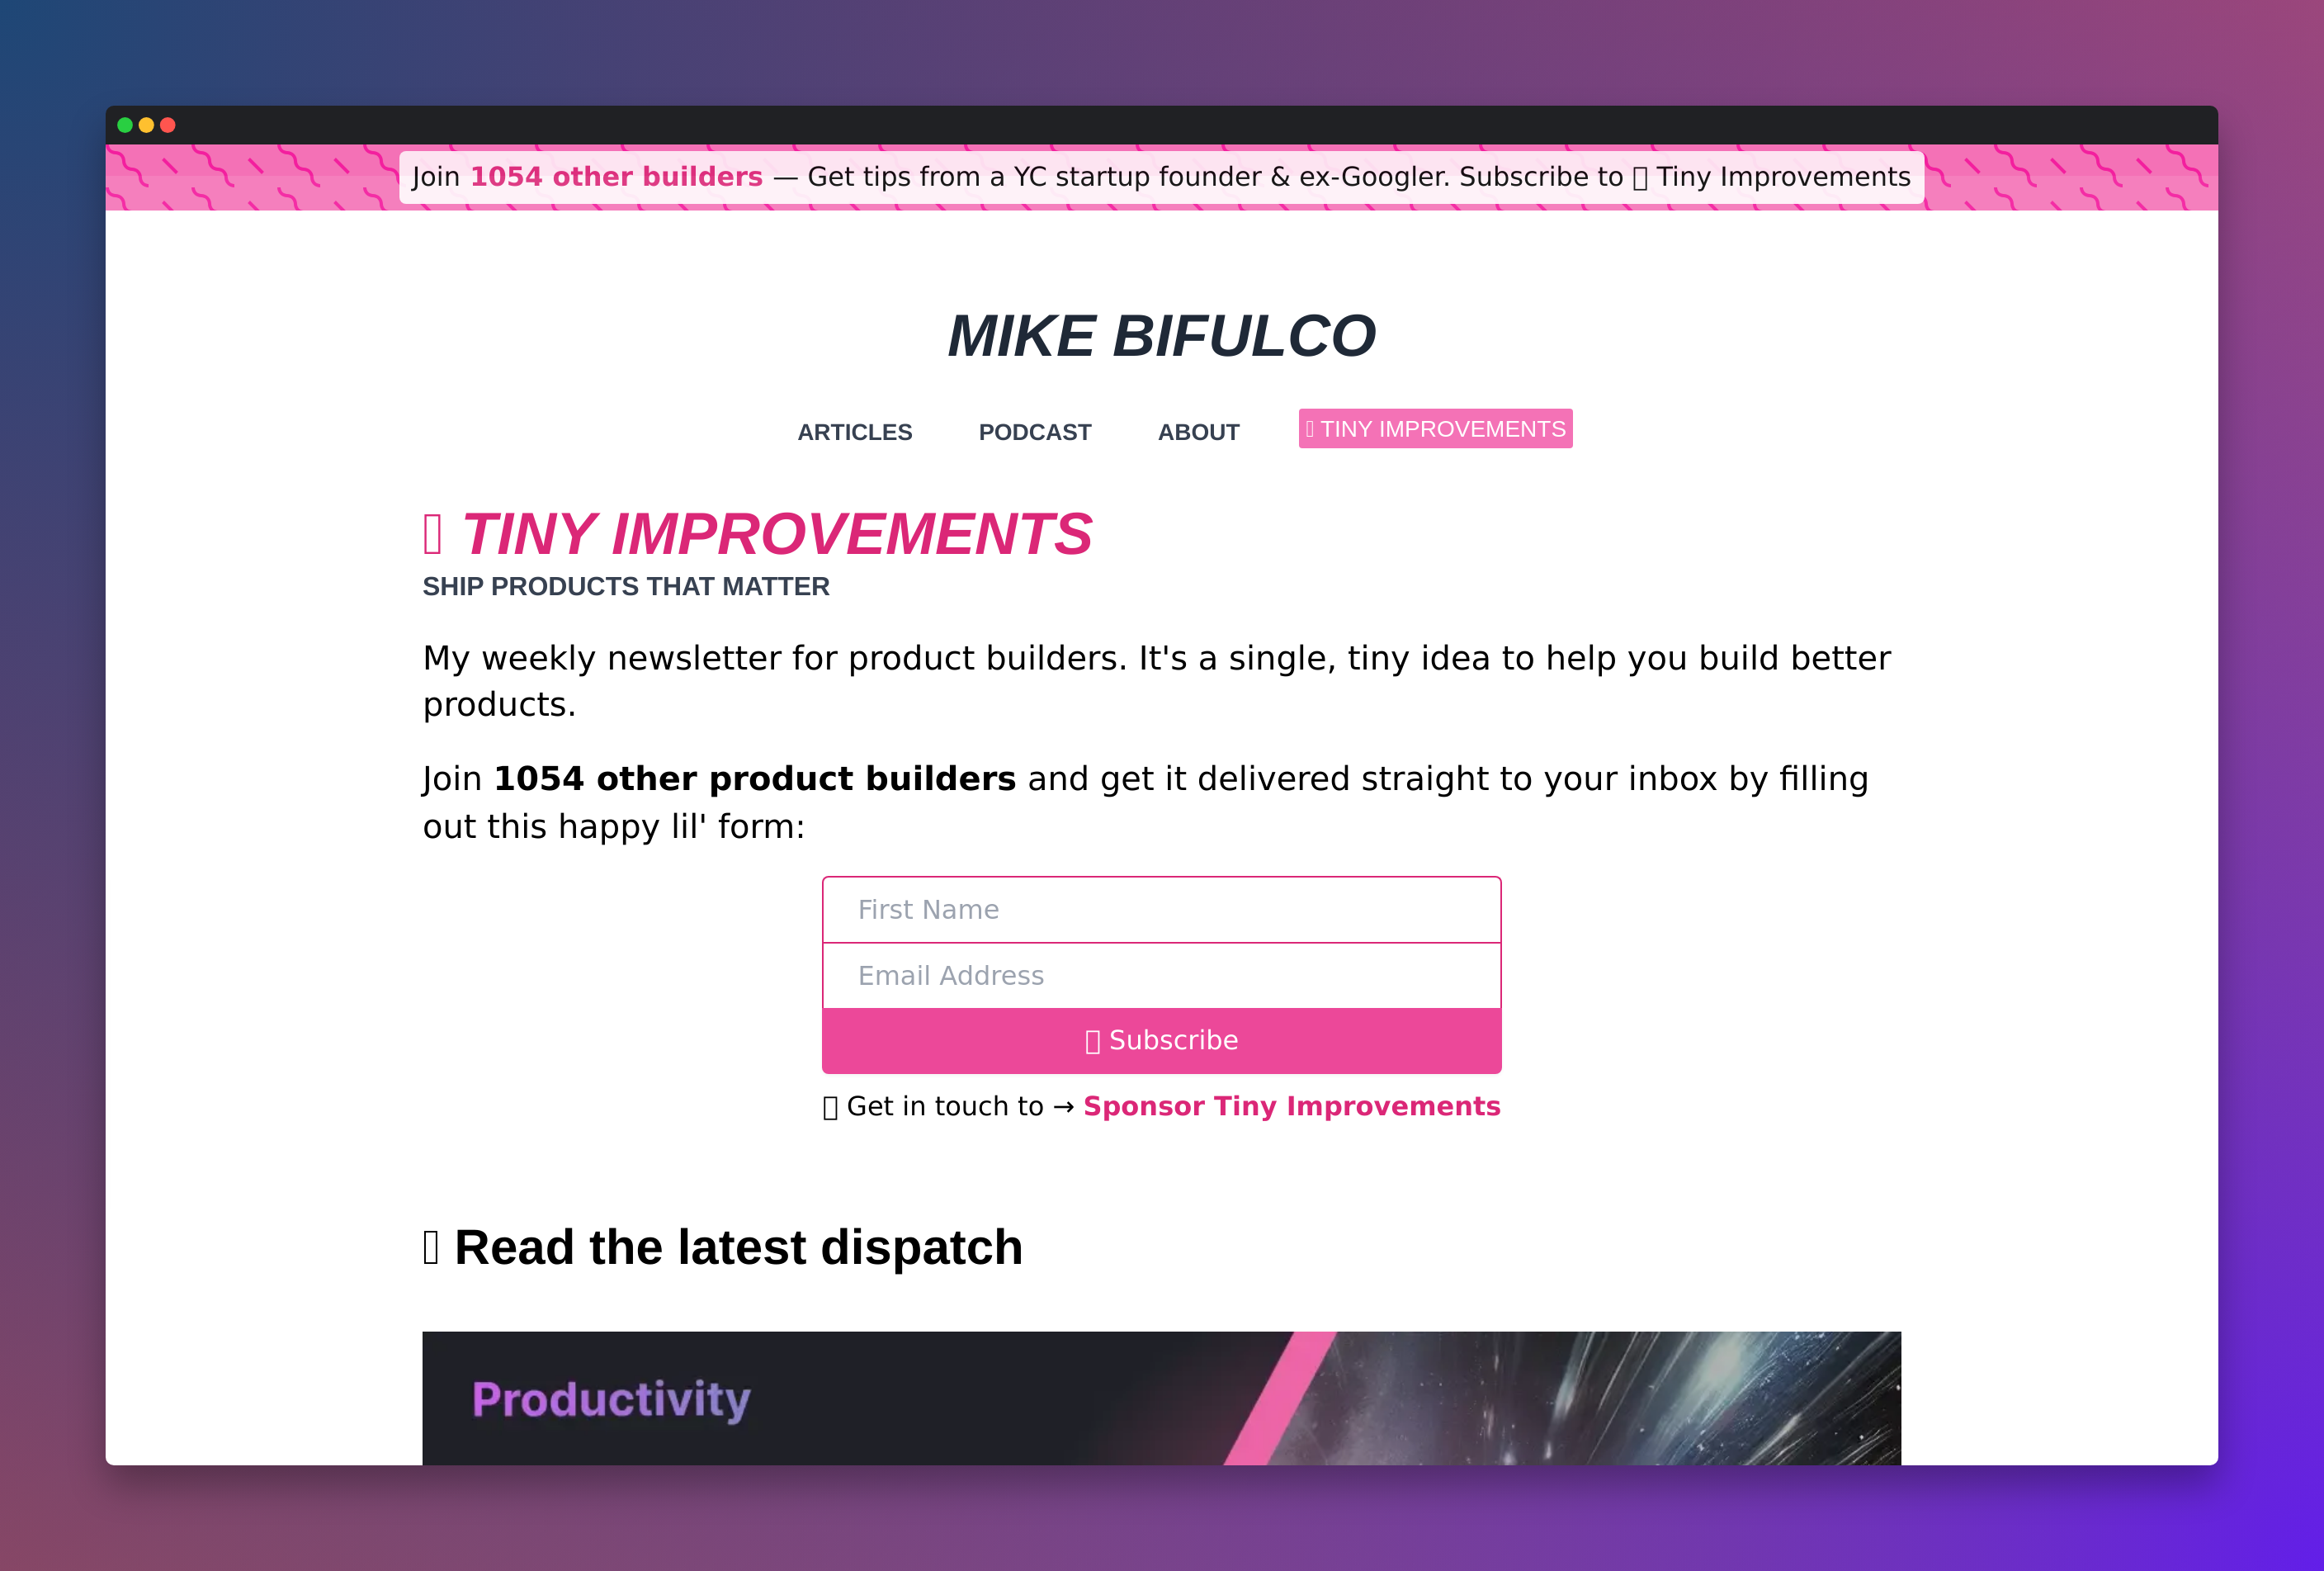 Join 1054 other builders — Get tips from a YC startup founder & ex-Googler. Subscribe to Tiny Improvements
MIKE BIFULCO
ARTICLES PODCAST ABOUT TINY IMPROVEMENTS
TINY IMPROVEMENTS
SHIP PRODUCTS THAT MATTER
My weekly newsletter for product builders. It's a single, tiny idea to help you build better
products.
Join 1054 other product builders and get it delivered straight to your inbox by filling
out this happy lil' form:
First Name
Email Address
Subscribe
Get in touch to → Sponsor Tiny Improvements
Read the latest dispatch
Productivity